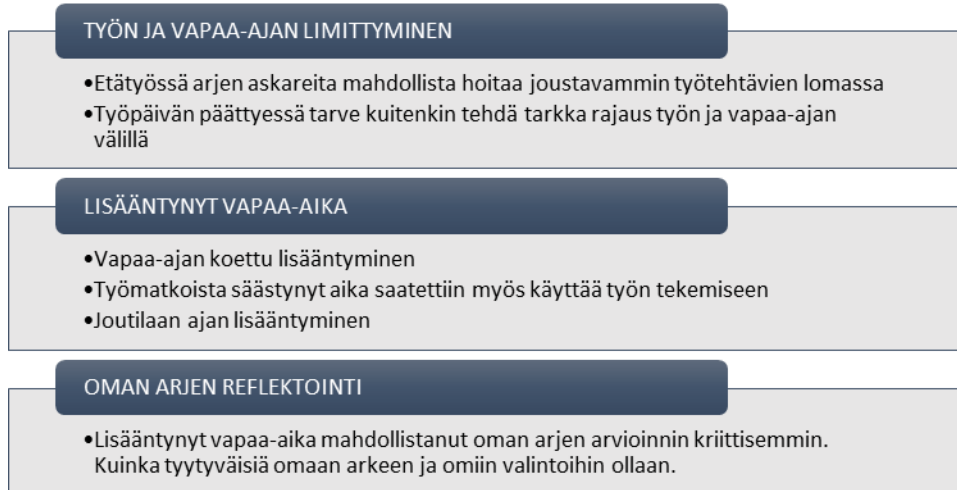 TYÖN JA VAPAA-AJAN LIMITTYMINEN
•Etätyössä arjen askareita mahdollista hoitaa joustavammin työtehtävien lomassa
•Työpäivän päättyessä tarve kuitenkin tehdä tarkka rajaus työn ja vapaa-ajan
välillä
LISÄÄNTYNYT VAPAA-AIKA
•Vapaa-ajan koettu lisääntyminen
•Työmatkoista säästynyt aika saatettiin myös käyttää työn tekemiseen
•Joutilaan ajan lisääntyminen
OMAN ARJEN REFLEKTOINTI
•Lisääntynyt vapaa-aika mahdollistanut oman arjen arvioinnin kriittisemmin.
Kuinka tyytyväisiä omaan arkeen ja omiin valintoihin ollaan.